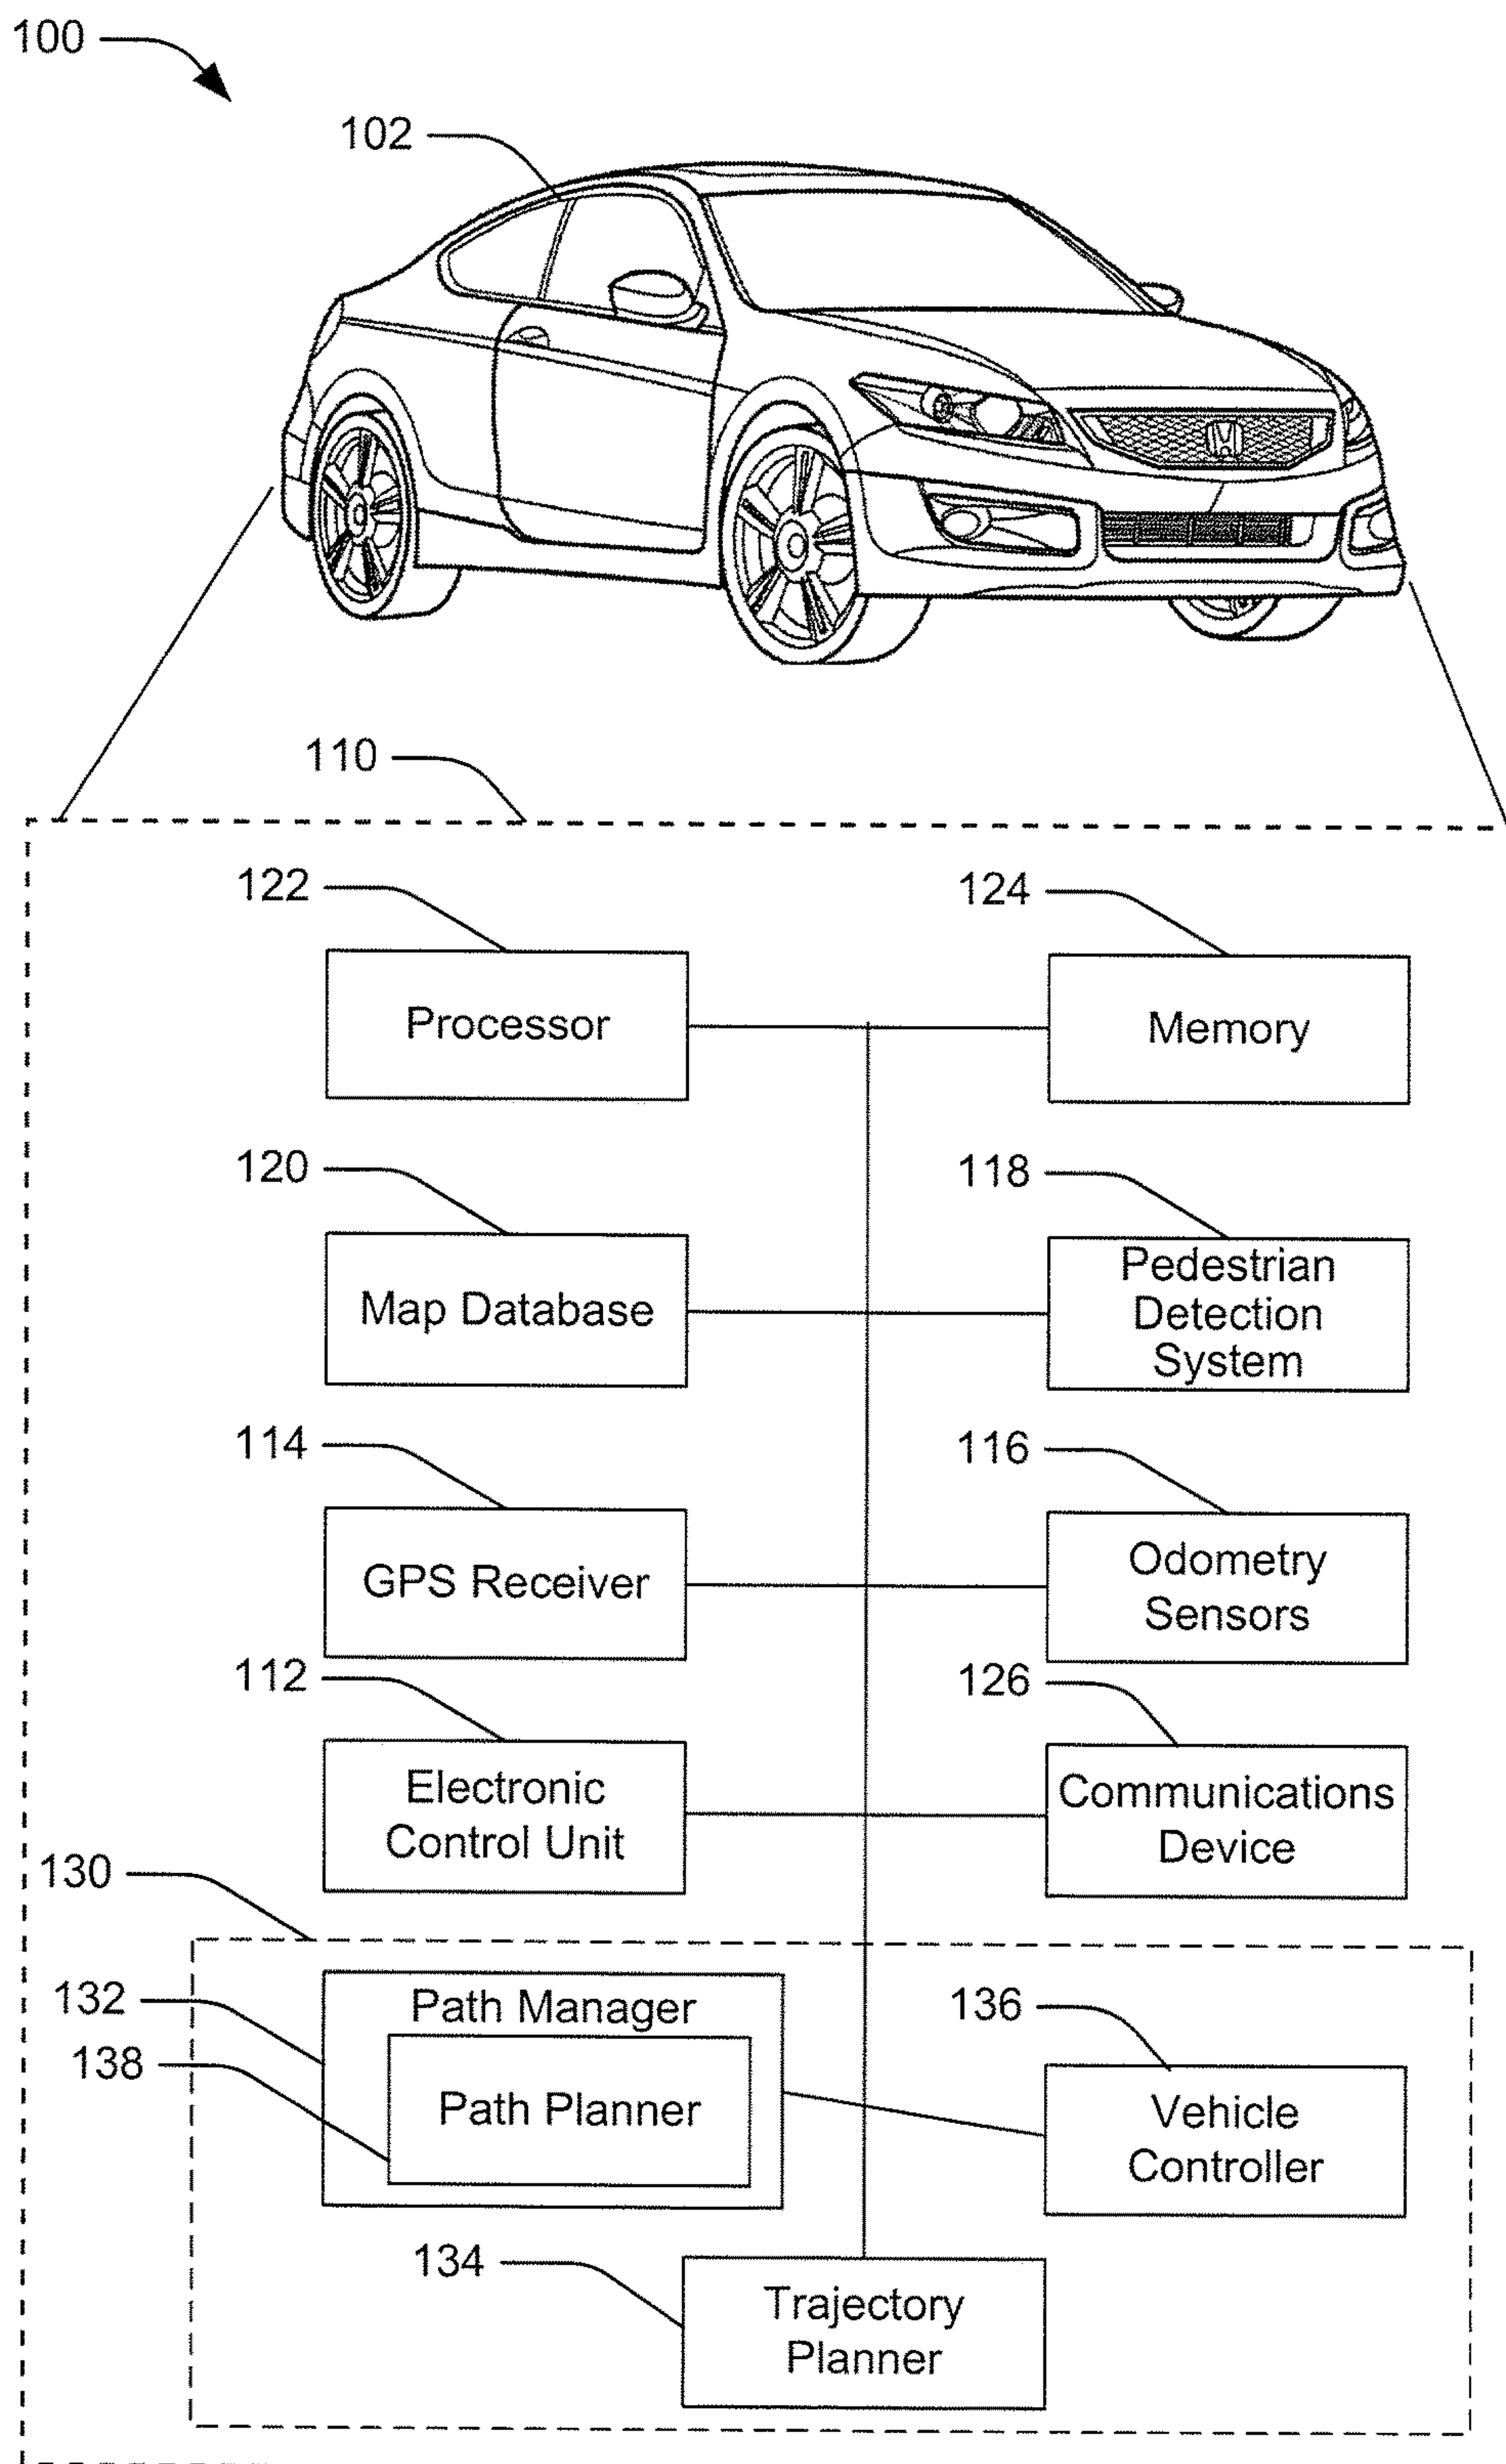 100
102
110
122
124
Processor
Memory
120
118
Map Database
Pedestrian
Detection
System
114
116
GPS Receiver
Odometry
Sensors
112
126
Electronic
Control Unit
Communications
Device
130
132
Path Manager
136
138
Path Planner
Vehicle
Controller
134
Trajectory
Planner